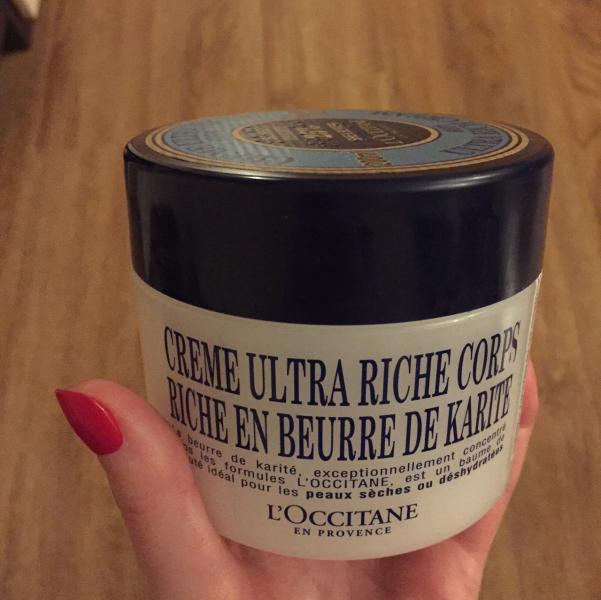 CREME ULTRA RICHE CORPS
RICHE EN BEURRE DE KARITE
beurre de karité, exceptionnellement concentré
les formules L'OCCITANE, est un baume de
idéal pour les peaux sèches ou déshydratées
L'OCCITANE
EN PROVENCE